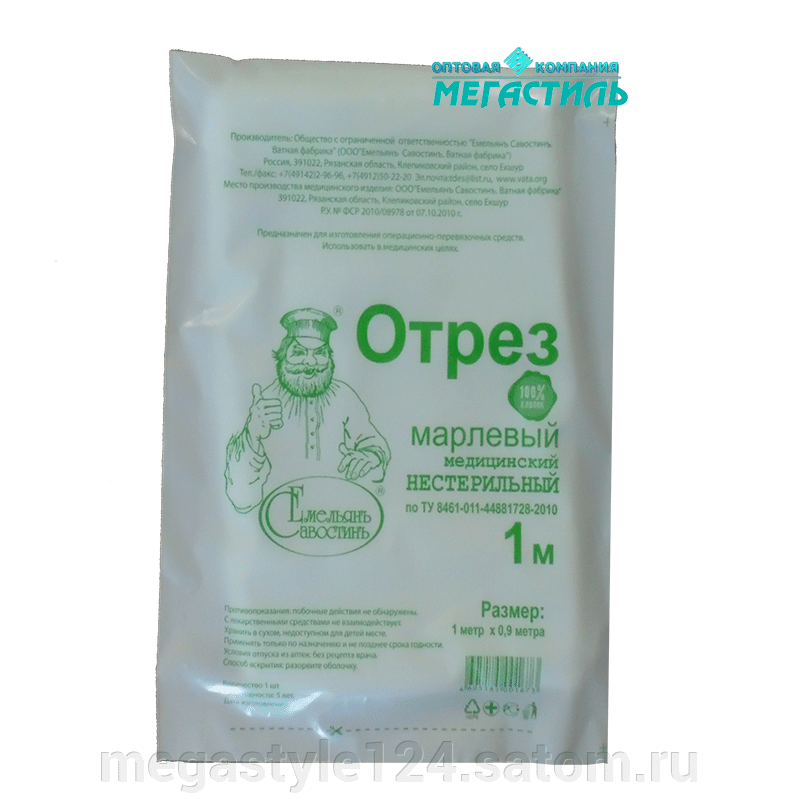 ОПТОВАЯ КОМПАНИЯ
МЕГАСТИЛЬ
Производитель: Общество с ограниченной ответственностью "Емельянъ Савостинъ.
Ватная фабрика" (ООО"Емельянъ Савостинъ. Ватная фабрика")
Россия, 391022, Рязанская область, Клепиковский район, село Екшур
Тел./факс: +7(49142)2-96-96, +7(4912)50-22-20 Эл.почта:tdes@list.ru, www.vata.org
Место производства медицинского изделия: ООО"Емельянъ Савостинъ. Ватная фабрика"
391022, Рязанская область, Клепиковский район, село Екшур
Р.У. № ФСР 2010/08978 от 07.10.2010 г.
Предназначен для изготовления операционно-перевязочных средств.
Использовать в медицинских целях.
Отрез
100%
ХЛОПОК
марлевый
медицинский
НЕСТЕРИЛЬНЫЙ
по ТУ 8461-011-44881728-2010
1 м
Емельянъ
Савостинъ
®
®
Размер:
1 метр х 0,9 метра
Противопоказания: побочные действия не обнаружены.
С лекарственными средствами не взаимодействует.
Хранить в сухом, недоступном для детей месте.
Применять только по назначению и не позднее срока годности.
Условия отпуска из аптек: без рецепта врача.
Способ вскрытия: разорвите оболочку.
Количество 1 шт
5 лет.
Дата изготовления
megastyle124.satom.ru